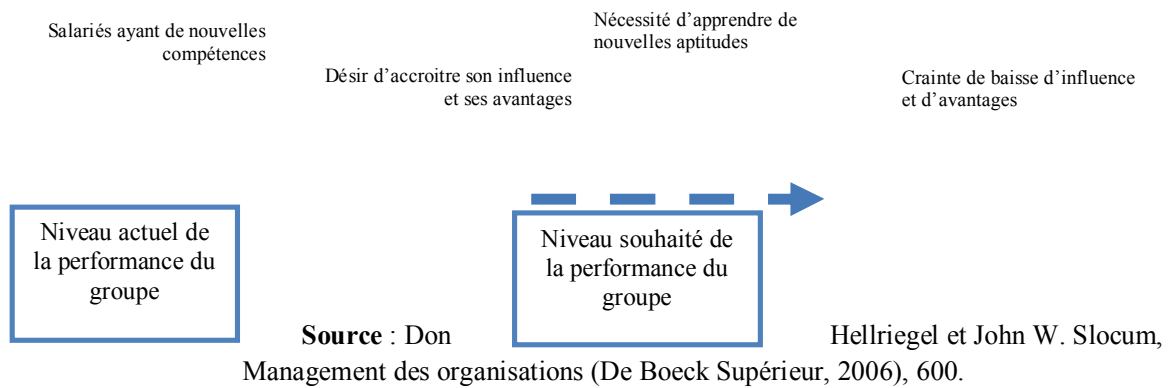 Salariés ayant de nouvelles
compétences
Désir d’accroitre son influence
et ses avantages
Nécessité d’apprendre de
nouvelles aptitudes
Crainte de baisse d’influence
et d’avantages
Niveau actuel de
la performance du
groupe
Niveau souhaité de
la performance du
groupe
Source : Don Hellriegel et John W. Slocum,
Management des organisations (De Boeck Supérieur, 2006), 600.